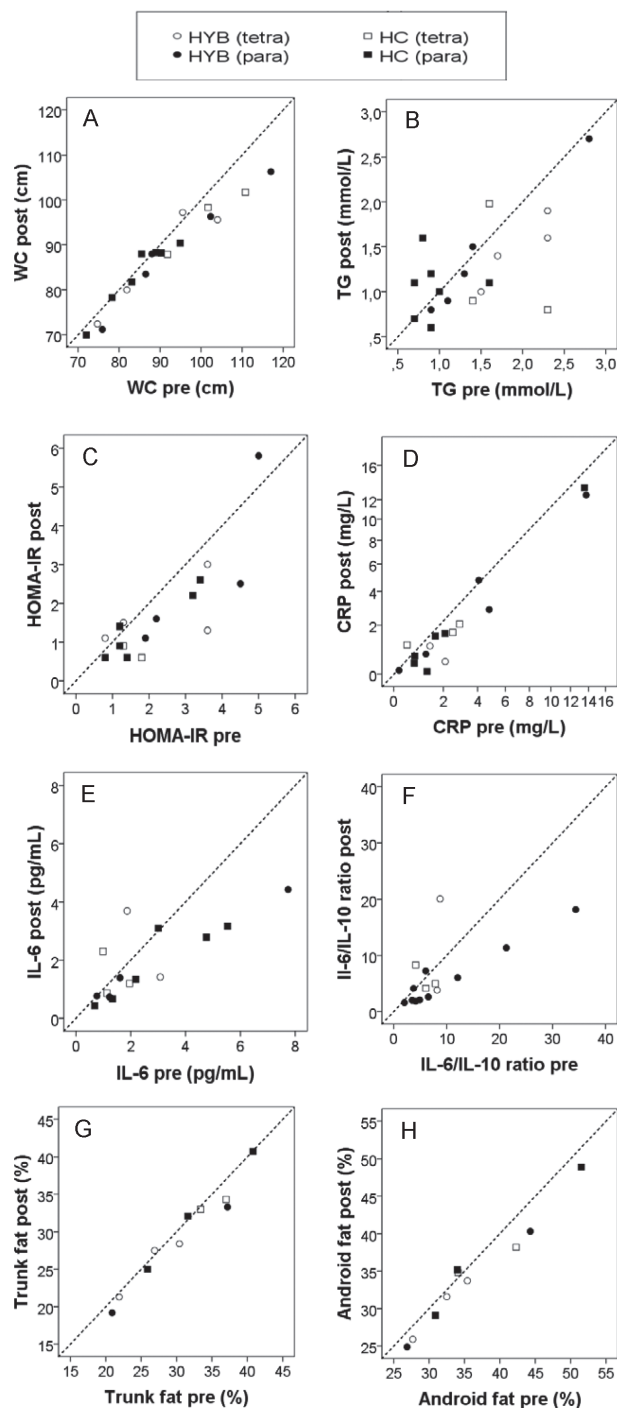 HYB (tetra) HC (tetra)
HYB (para) HC (para)
A
120
110
100
90
80
70
WC post (cm)
70 80 90 100 110 120
WC pre (cm)
B
3,0
2,5
2,0
1,5
1,0
,5
TG post (mmol/L)
,5 1,0 1,5 2,0 2,5 3,0
TG pre (mmol/L)
C
6
5
4
3
2
1
0
HOMA-IR post
0 1 2 3 4 5 6
HOMA-IR pre
D
16
12
8
6
4
2
0
CRP post (mg/L)
0 2 4 6 8 10 12 14 16
CRP pre (mg/L)
E
8
6
4
2
0
IL-6 post (pg/mL)
0 2 4 6 8
IL-6 pre (pg/mL)
F
40
30
20
10
0
Il-6/IL-10 ratio post
0 10 20 30 40
IL-6/IL-10 ratio pre
G
45
40
35
30
25
20
15
Trunk fat post (%)
15 20 25 30 35 40 45
Trunk fat pre (%)
H
55
50
45
40
35
30
25
Android fat post (%)
25 30 35 40 45 50 55
Android fat pre (%)